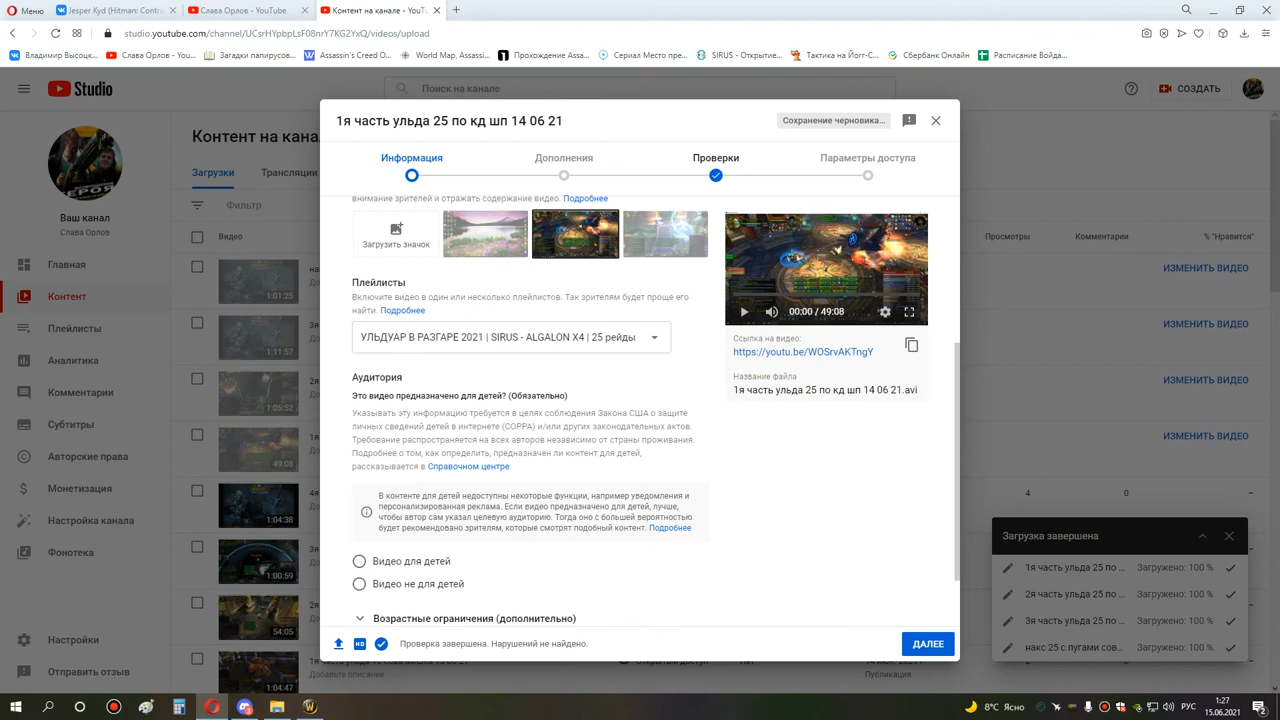 Меню
Jesper Kyd (Hitman: Contra
Слава Орлов - YouTube
Контент на канале - YouTu
studio.youtube.com/channel/UCsrHYpbpLsF08nrY7KG2YxQ/videos/upload
Владимир Высоцк...
Слава Орлов - You...
Загадки папирусов...
Assassin's Creed O...
World Map, Assassi...
Прохождение Assa...
Сериал Место пре...
SIRUS - Открытие...
Тактика на Йогг-С...
Сбербанк Онлайн
Расписание Войда...
Studio
Поиск на канале
СОЗДАТЬ
Ваш канал
Слава Орлов
Главная
Контент
Плейлисты
Аналитика
Комментарии
Субтитры
Авторские права
Монетизация
Настройка канала
Фонотека
Настройки
Отправить отзыв
Контент на кана
Загрузки
Трансляции
Фильтр
Видео
Просмотры
Комментарии
% "Нравится"
1:01:25
ИЗМЕНИТЬ ВИДЕО
1:11:57
ИЗМЕНИТЬ ВИДЕО
1:05:52
ИЗМЕНИТЬ ВИДЕО
49:08
ИЗМЕНИТЬ ВИДЕО
1:04:38
4
0
–
1:00:59
54:05
1:04:47
Добавьте описание
Публикация
1я часть ульда 25 по кд шп 14 06 21
Сохранение черновика...
Информация
Дополнения
Проверки
Параметры доступа
внимание зрителей и отражать содержание видео. Подробнее
Загрузить значок
Плейлисты
Включите видео в один или несколько плейлистов. Так зрителям будет проще его
найти. Подробнее
УЛЬДУАР В РАЗГАРЕ 2021 | SIRUS - ALGALON X4 | 25 рейды
Аудитория
Это видео предназначено для детей? (Обязательно)
Указывать эту информацию требуется в целях соблюдения Закона США о защите
личных сведений детей в интернете (COPPA) и/или других законодательных актов.
Требование распространяется на всех авторов независимо от страны проживания.
Подробнее о том, как определить, предназначен ли контент для детей,
рассказывается в Справочном центре.
В контенте для детей недоступны некоторые функции, например уведомления и
персонализированная реклама. Если видео предназначено для детей, лучше,
чтобы автор сам указал целевую аудиторию. Тогда оно с большей вероятностью
будет рекомендовано зрителям, которые смотрят подобный контент. Подробнее
Видео для детей
Видео не для детей
Возрастные ограничения (дополнительно)
00:00 / 49:08
Ссылка на видео:
https://youtu.be/WOSrvAKTngY
Название файла
1я часть ульда 25 по кд шп 14 06 21.avi
HD
Проверка завершена. Нарушений не найдено.
ДАЛЕЕ
Загрузка завершена
1я часть ульда 25 по ... Загружено: 100 %
2я часть ульда 25 по ... Загружено: 100 %
3я часть ульда 25 по ... Загружено: 100 %
накс 25 с пугами сов... Загружено: 100 %
8°C Ясно
РУС
1:27
15.06.2021